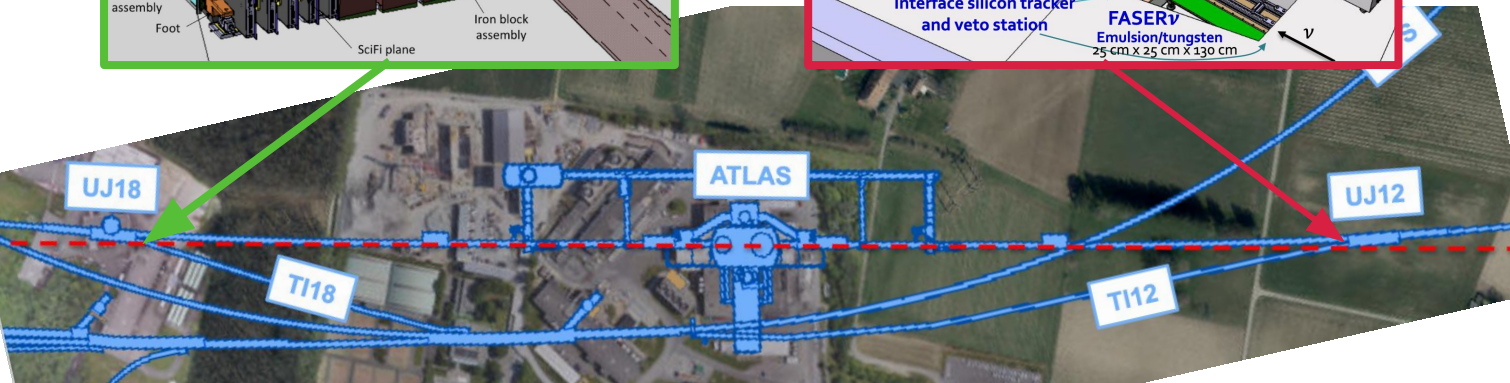 assembly
Foot
SciFi plane
Iron block
assembly
Interface silicon tracker
and veto station
FASERν
Emulsion/tungsten
25 cm x 25 cm x 130 cm
ν
S
UJ18
ATLAS
UJ12
TI18
TI12